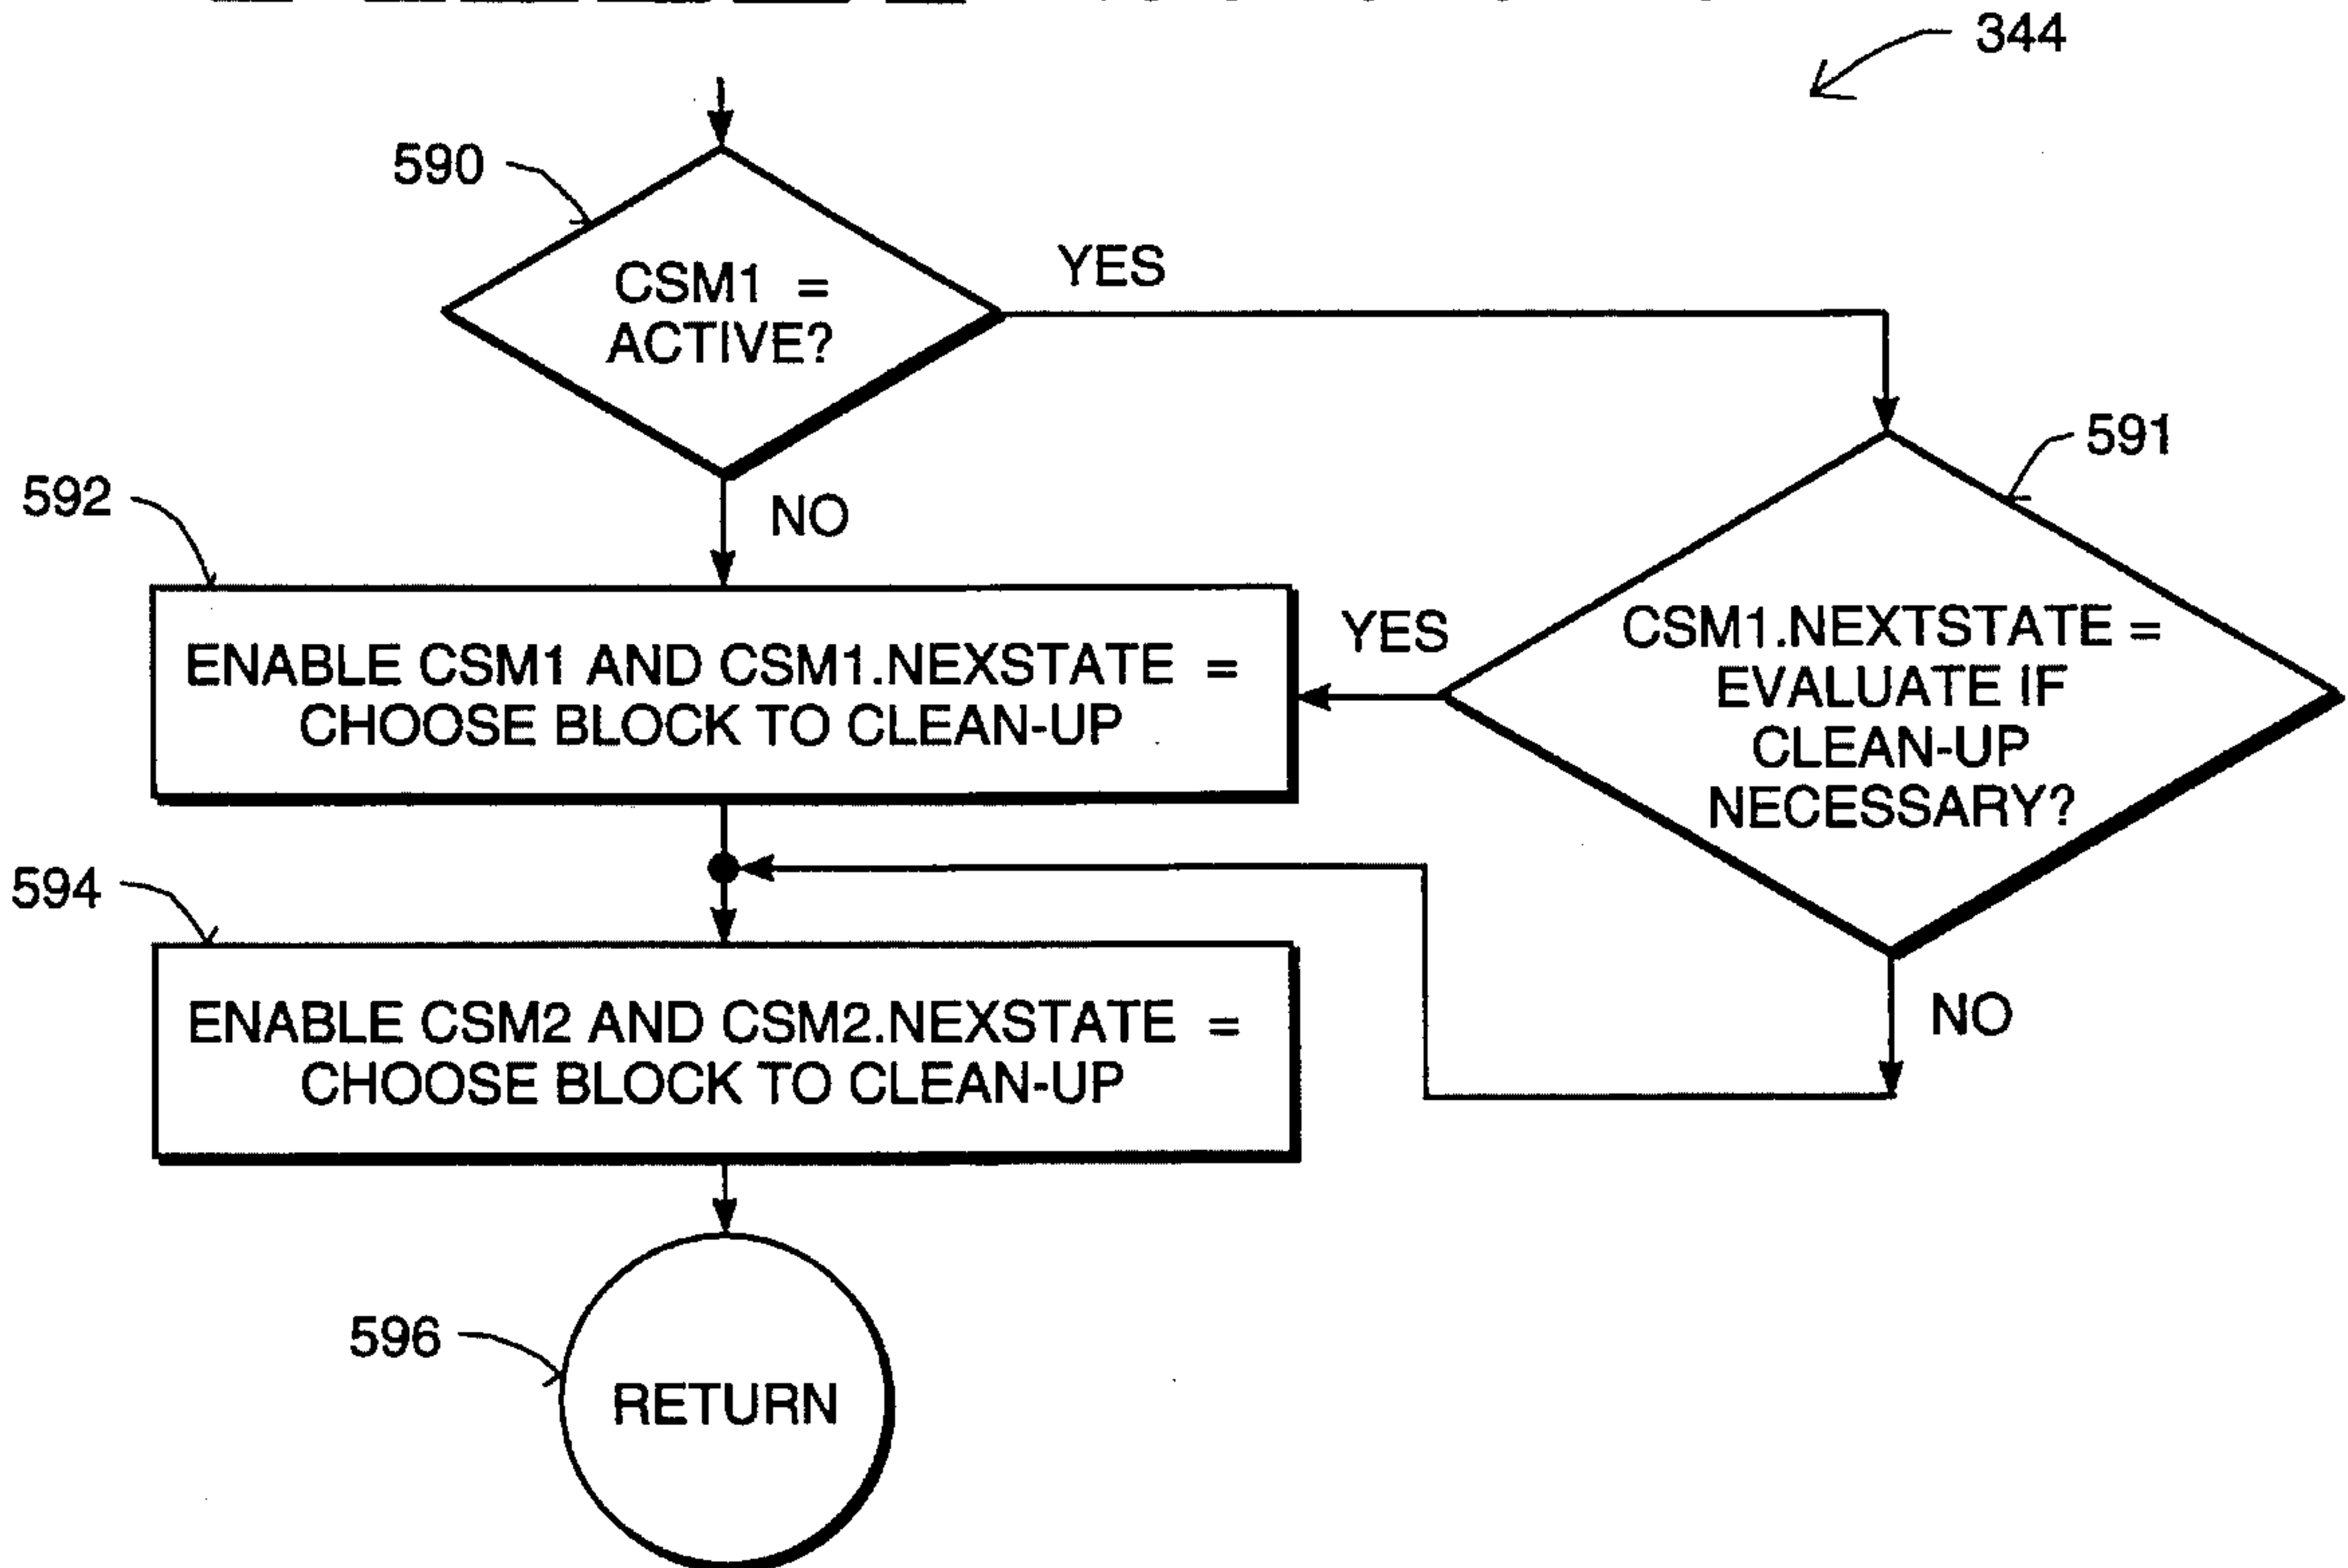 344
590
CSM1 =
ACTIVE?
YES
591
592
NO
ENABLE CSM1 AND CSM1.NEXSTATE =
CHOOSE BLOCK TO CLEAN-UP
YES
CSM1.NEXTSTATE =
EVALUATE IF
CLEAN-UP
NECESSARY?
594
ENABLE CSM2 AND CSM2.NEXSTATE =
CHOOSE BLOCK TO CLEAN-UP
NO
596
RETURN